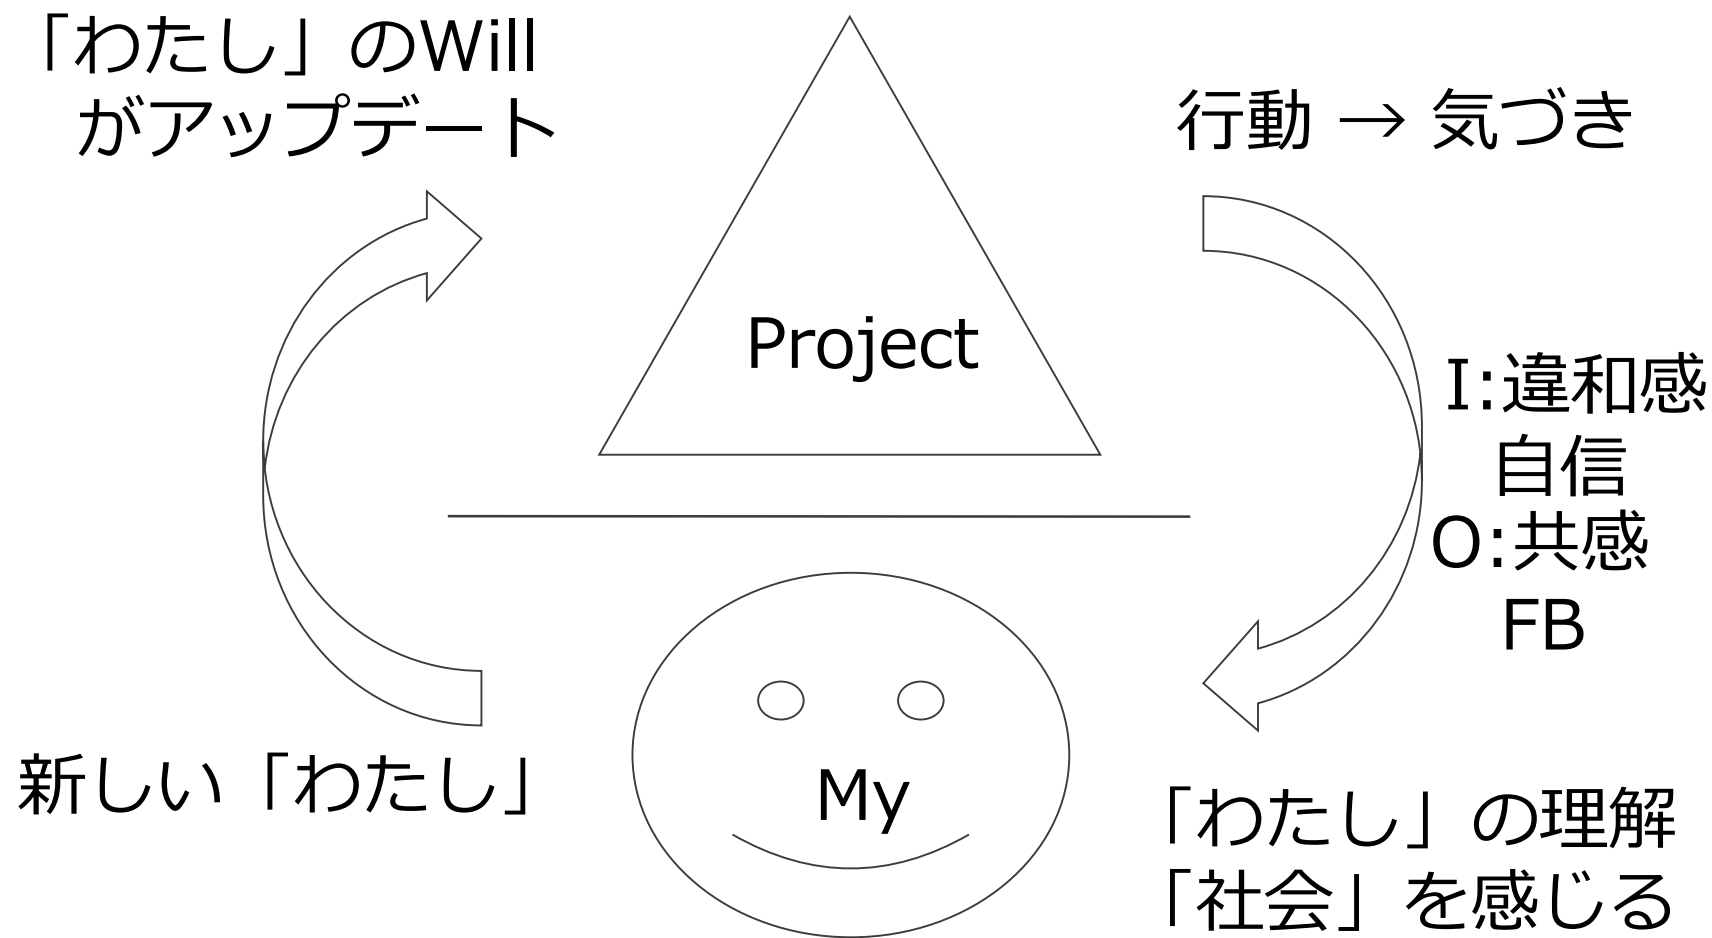 「わたし」のWill
がアップデート
行動 → 気づき
Project
I:違和感
自信
O:共感
FB
My
新しい「わたし」
「わたし」の理解
「社会」を感じる